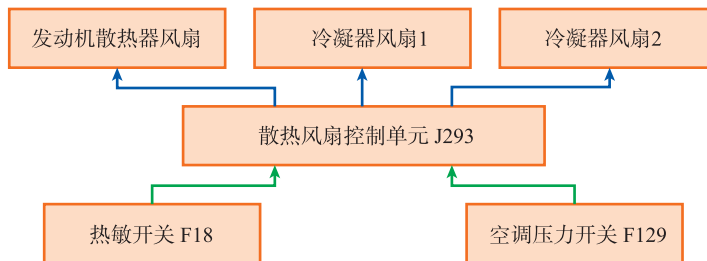 发动机散热器风扇
冷凝器风扇1
冷凝器风扇2
散热风扇控制单元 J293
热敏开关 F18
空调压力开关 F129